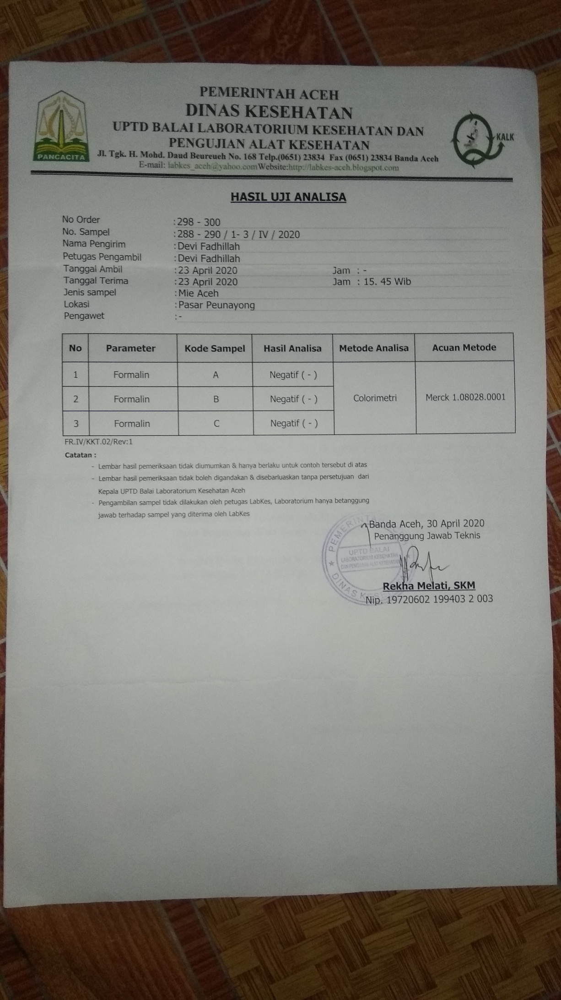 PEMERINTAH ACEH
DINAS KESEHATAN
UPTD BALAI LABORATORIUM KESEHATAN DAN
PENGUJIAN ALAT KESEHATAN
Jl. Tgk. H. Mohd. Daud Beureueh No. 168 Telp.(0651) 23834 Fax (0651) 23834 Banda Aceh
E-mail: labkes_aceh@yahoo.comWebsite:http://labkes-aceh.blogspot.com
PANCACITA
KALK
HASIL UJI ANALISA
No Order :298 - 300
No. Sampel :288 - 290 / 1- 3 / IV / 2020
Nama Pengirim :Devi Fadhillah
Petugas Pengambil :Devi Fadhillah
Tanggal Ambil :23 April 2020 Jam : -
Tanggal Terima :23 April 2020 Jam : 15. 45 Wib
Jenis sampel :Mie Aceh
Lokasi :Pasar Peunayong
Pengawet :-
No Parameter Kode Sampel Hasil Analisa Metode Analisa Acuan Metode
1 Formalin A Negatif ( - )
2 Formalin B Negatif ( - ) Colorimetri Merck 1.08028.0001
3 Formalin C Negatif ( - )
FR.IV/KKT.02/Rev:1
Catatan :
- Lembar hasil pemeriksaan tidak diumumkan & hanya berlaku untuk contoh tersebut di atas
- Lembar hasil pemeriksaan tidak boleh digandakan & disebarluaskan tanpa persetujuan dari
Kepala UPTD Balai Laboratorium Kesehatan Aceh
- Pengambilan sampel tidak dilakukan oleh petugas LabKes, Laboratorium hanya betanggung
jawab terhadap sampel yang diterima oleh LabKes
Banda Aceh, 30 April 2020
Penanggung Jawab Teknis
UPTD BALAI
LABORATORIUM KESEHATAN
DAN PENGUJIAN ALAT KESEHATAN
Rekha Melati, SKM
Nip. 19720602 199403 2 003